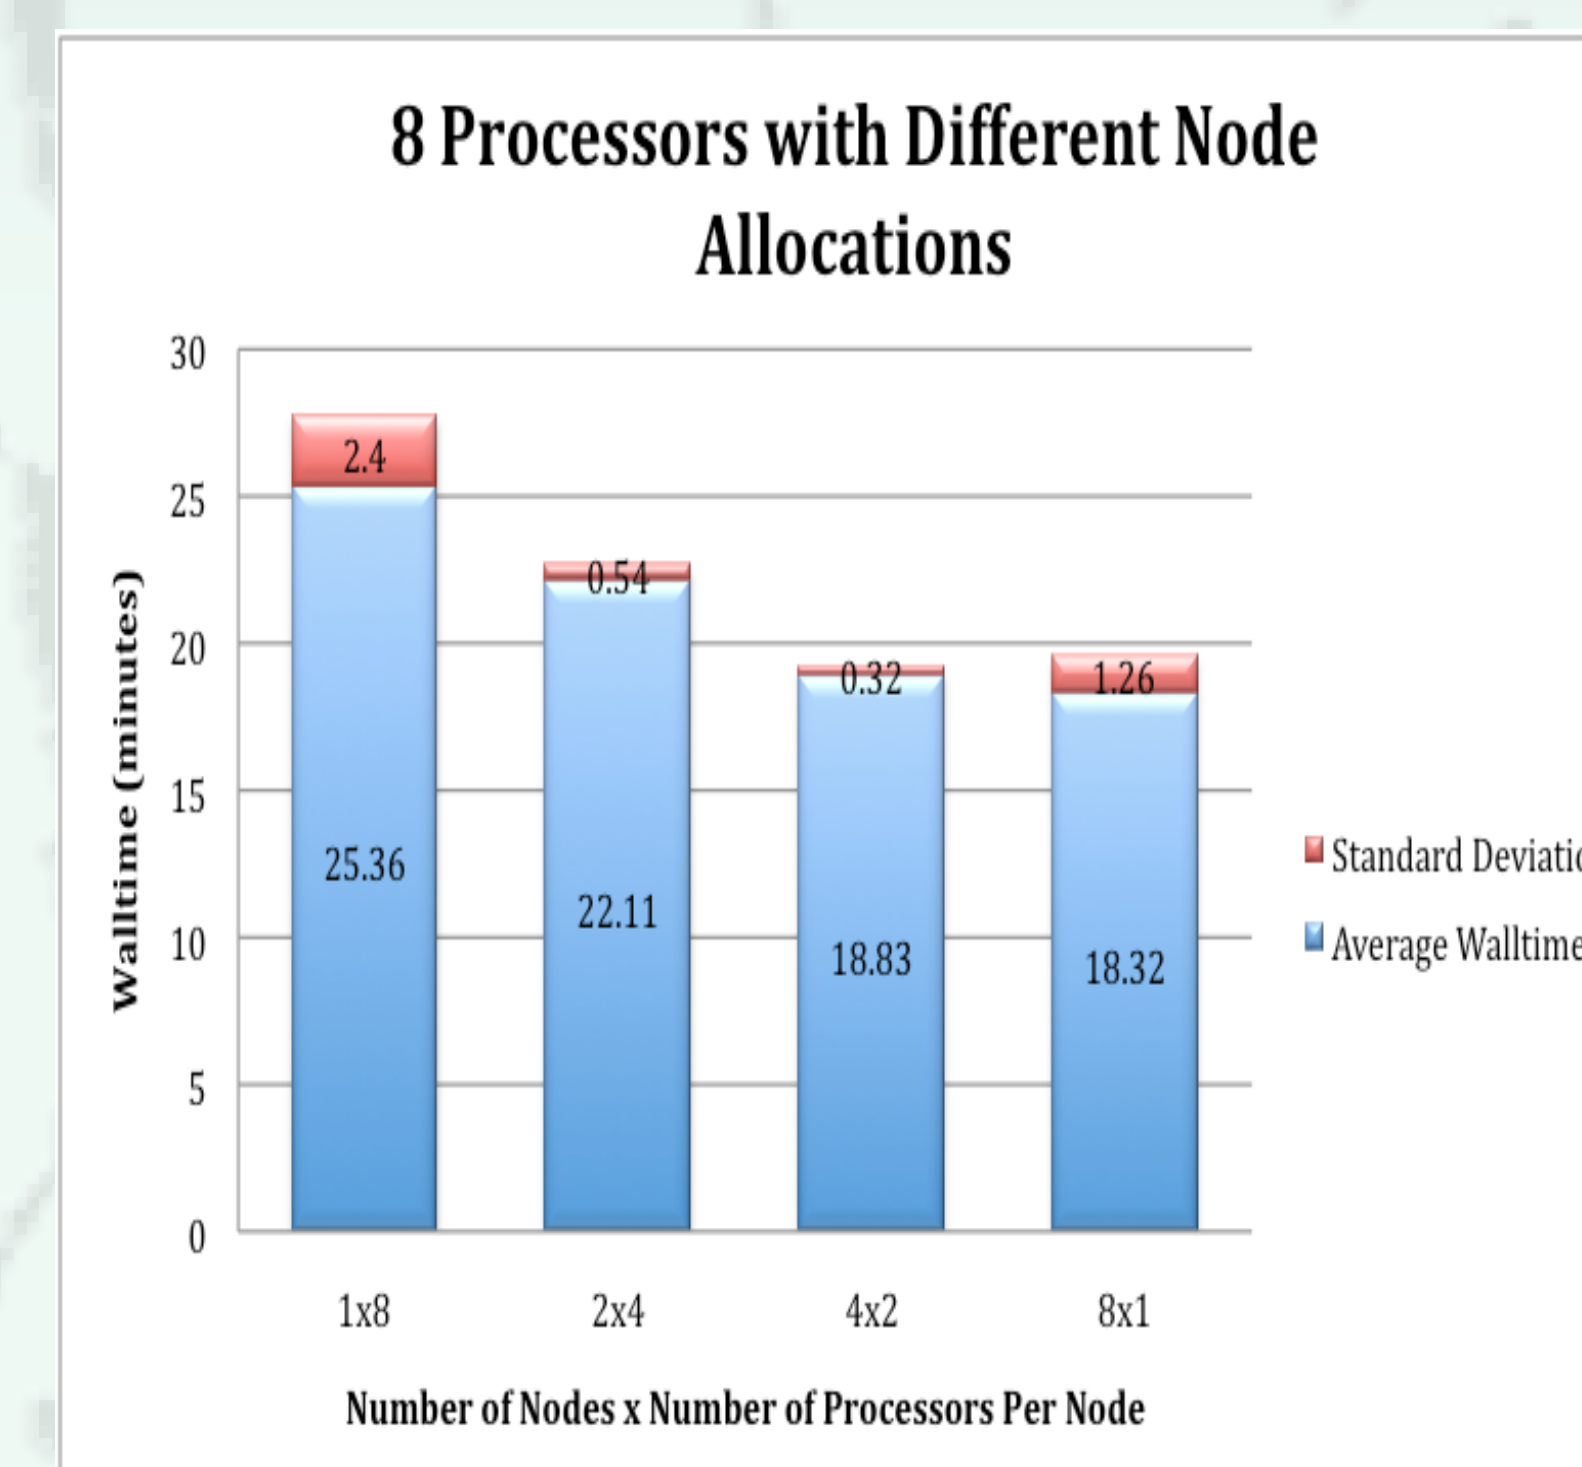 8 Processors with Different Node
Allocations
30
25
20
15
10
5
0
Walltime (minutes)
2.4
25.36
0.54
22.11
0.32
18.83
1.26
18.32
1x8
2x4
4x2
8x1
Number of Nodes x Number of Processors Per Node
Standard
Average Walltime